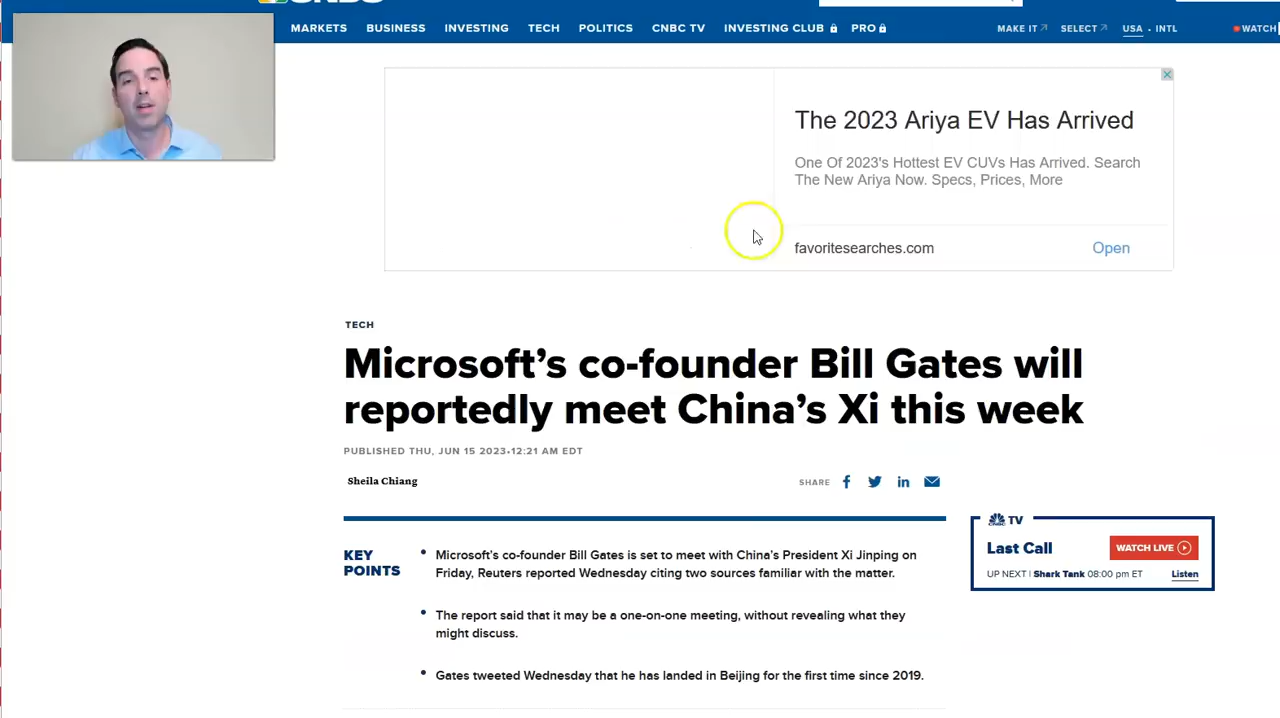 CNBC
MARKETS BUSINESS INVESTING TECH POLITICS CNBC TV INVESTING CLUB PRO MAKE IT SELECT USA • INTL WATCH
The 2023 Ariya EV Has Arrived
One Of 2023's Hottest EV CUVs Has Arrived. Search
The New Ariya Now. Specs, Prices, More
favoritesearches.com Open
TECH
Microsoft’s co-founder Bill Gates will
reportedly meet China’s Xi this week
PUBLISHED THU, JUN 15 2023•12:21 AM EDT
Sheila Chiang
SHARE
KEY
POINTS
• Microsoft’s co-founder Bill Gates is set to meet with China’s President Xi Jinping on
Friday, Reuters reported Wednesday citing two sources familiar with the matter.
• The report said that it may be a one-on-one meeting, without revealing what they
might discuss.
• Gates tweeted Wednesday that he has landed in Beijing for the first time since 2019.
TV
Last Call WATCH LIVE
UP NEXT | Shark Tank 08:00 pm ET Listen